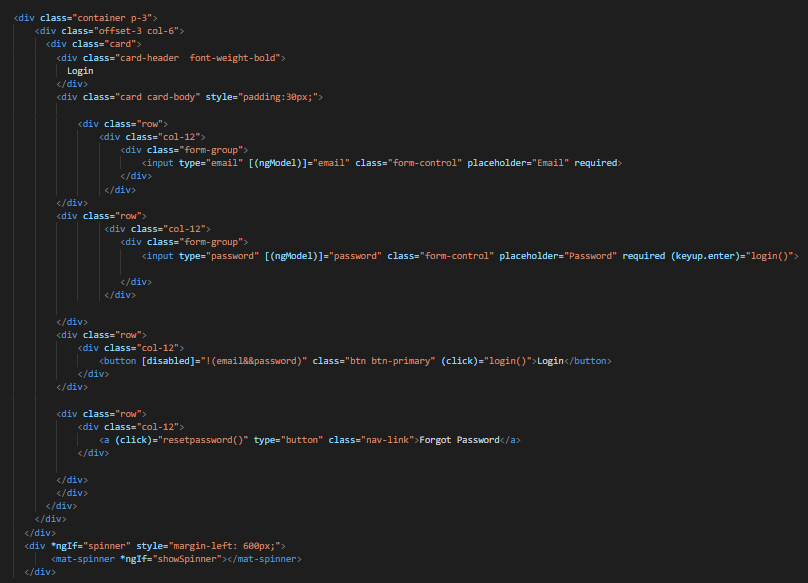 <div class="container p-3">
<div class="offset-3 col-6">
<div class="card">
<div class="card-header  font-weight-bold">
Login
</div>
<div class="card card-body" style="padding:30px;">
<div class="row">
<div class="col-12">
<div class="form-group">
<input type="email" [(ngModel)]="email" class="form-control" placeholder="Email" required>
</div>
</div>
</div>
<div class="row">
<div class="col-12">
<div class="form-group">
<input type="password" [(ngModel)]="password" class="form-control" placeholder="Password" required (keyup.enter)="login()">
</div>
</div>
</div>
<div class="row">
<div class="col-12">
<button [disabled]="!(email&&password)" class="btn btn-primary" (click)="login()">Login</button>
</div>
</div>
<div class="row">
<div class="col-12">
<a (click)="resetpassword()" type="button" class="nav-link">Forgot Password</a>
</div>
</div>
</div>
</div>
</div>
</div>
<div *ngIf="spinner" style="margin-left: 600px;">
<mat-spinner *ngIf="showSpinner"></mat-spinner>
</div>